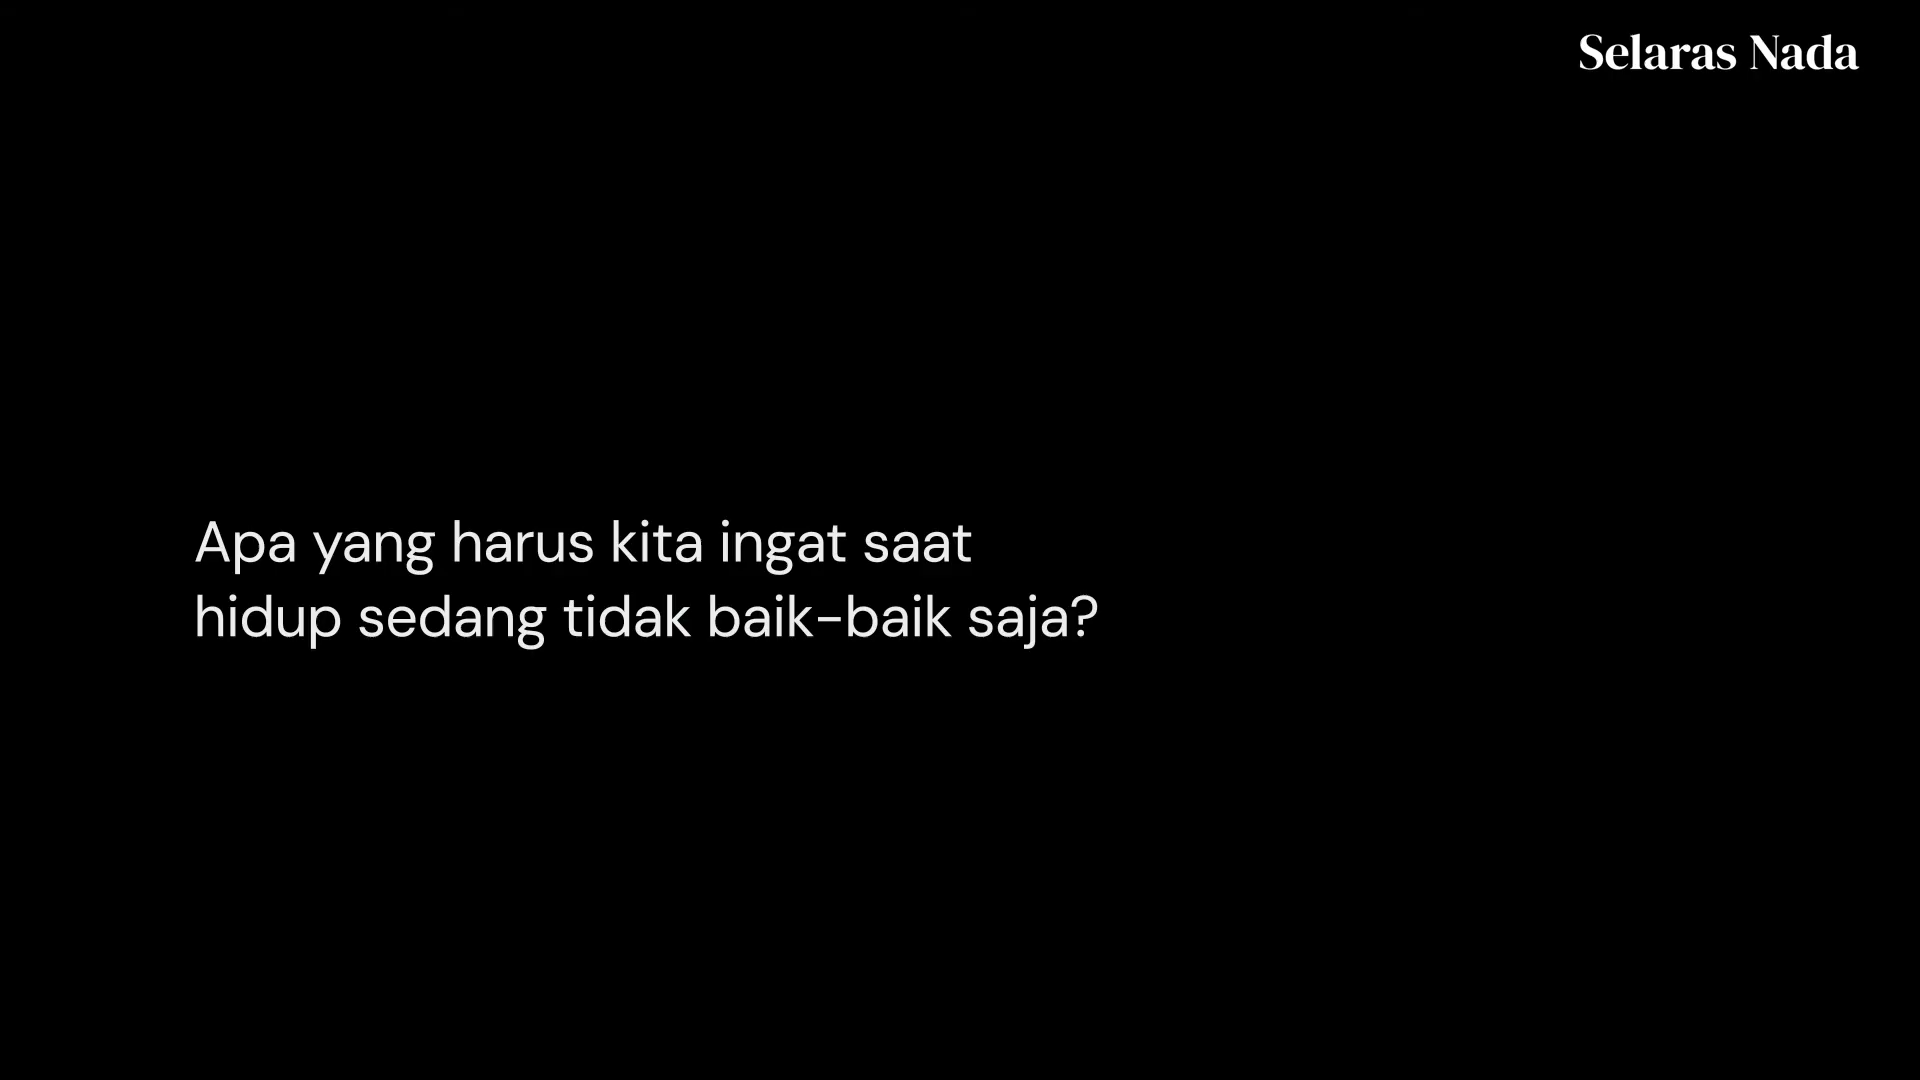 Selaras Nada
Apa yang harus kita ingat saat
hidup sedang tidak baik-baik saja?